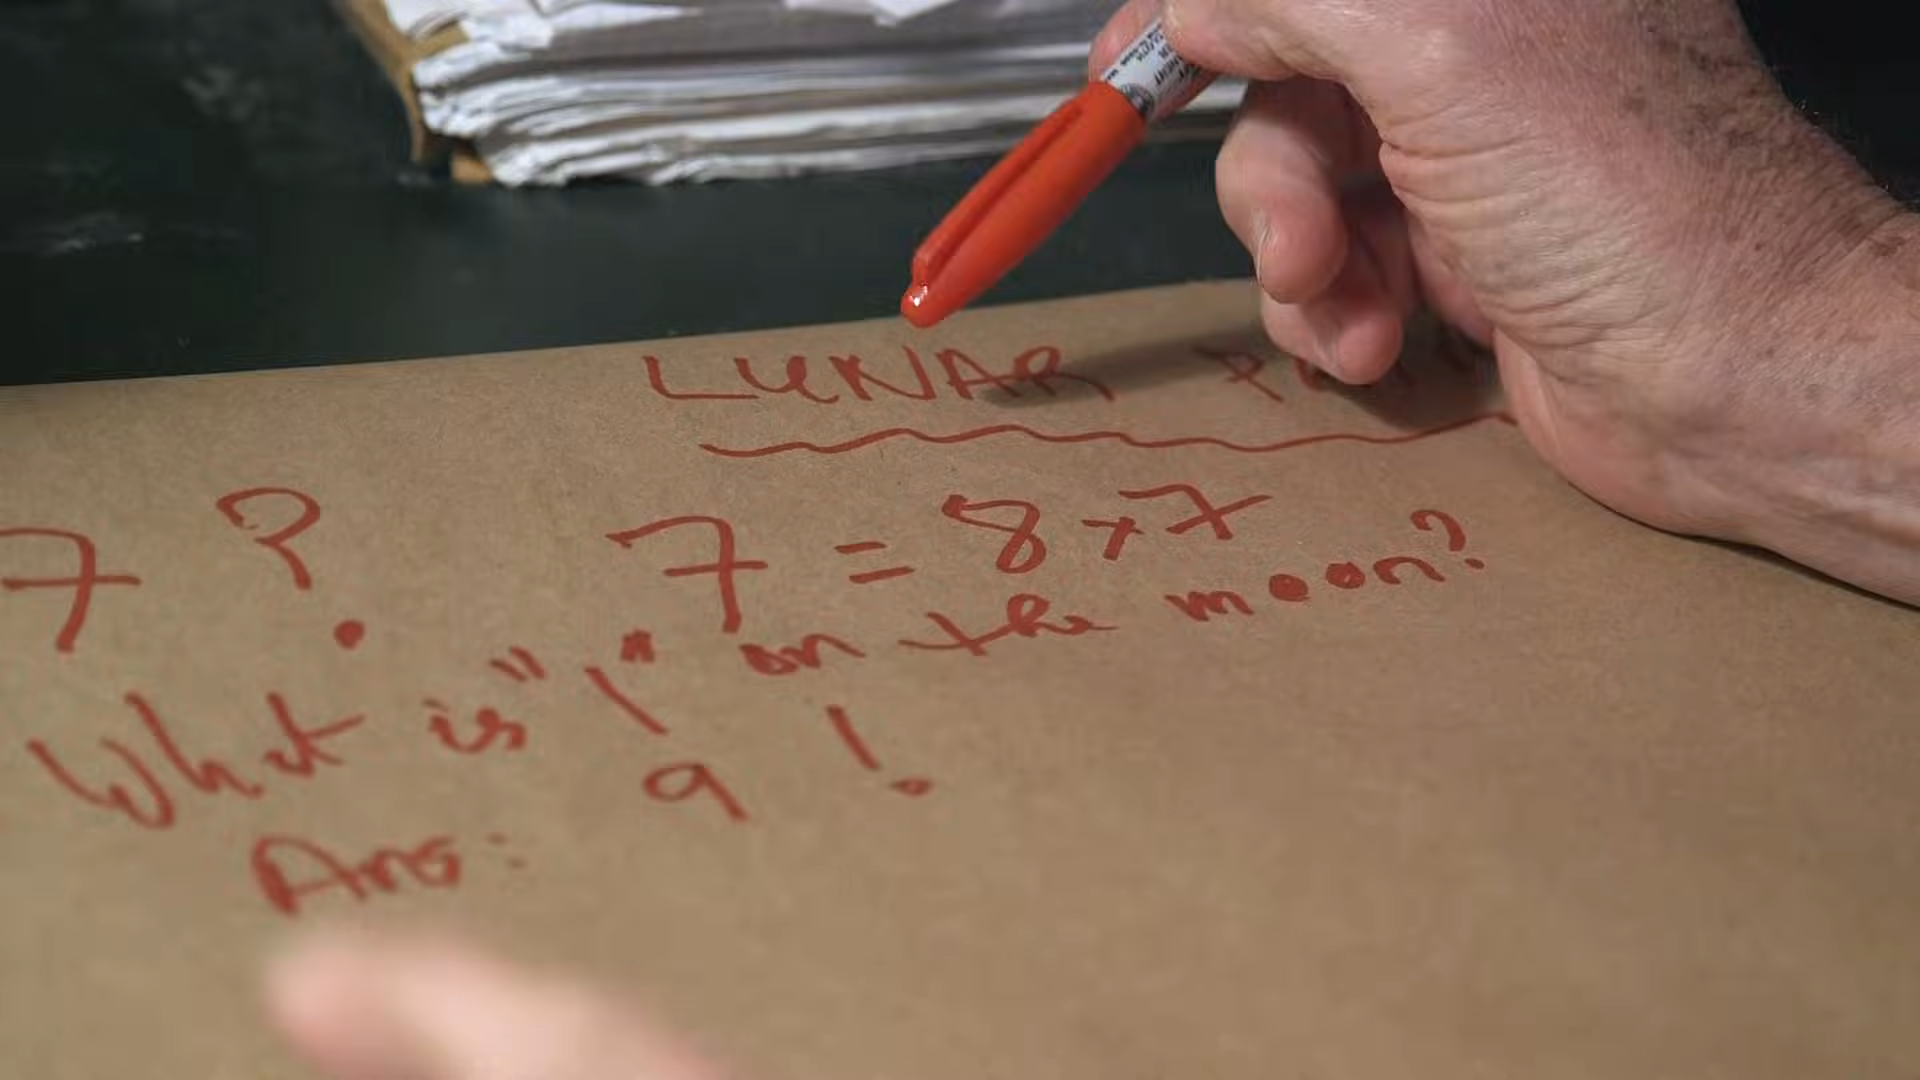 LUNAR
7 ? 7 = 8 × 7
What is "1" on the moon?
Ans: 9 !